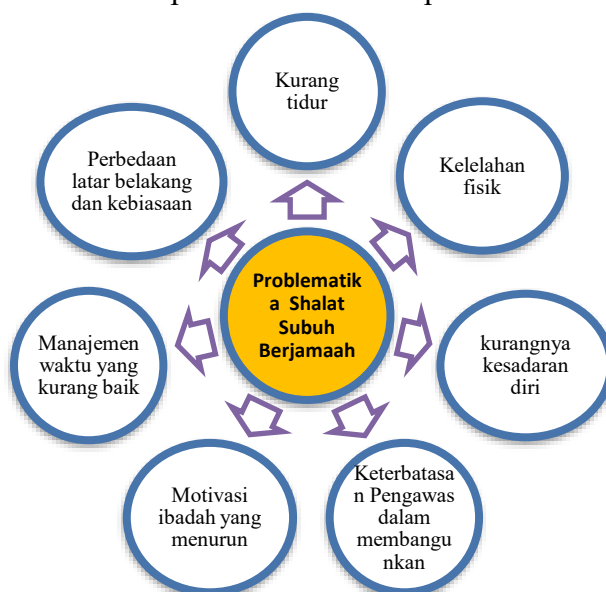 Kurang
tidur
Kelelahan
fisik
kurangnya
kesadaran
diri
Keterbatasa
n Pengawas
dalam
membangu
nkan
Motivasi
ibadah yang
menurun
Manajemen
waktu yang
kurang baik
Perbedaan
latar belakang
dan kebiasaan
Problematik
a Shalat
Subuh
Berjamaah